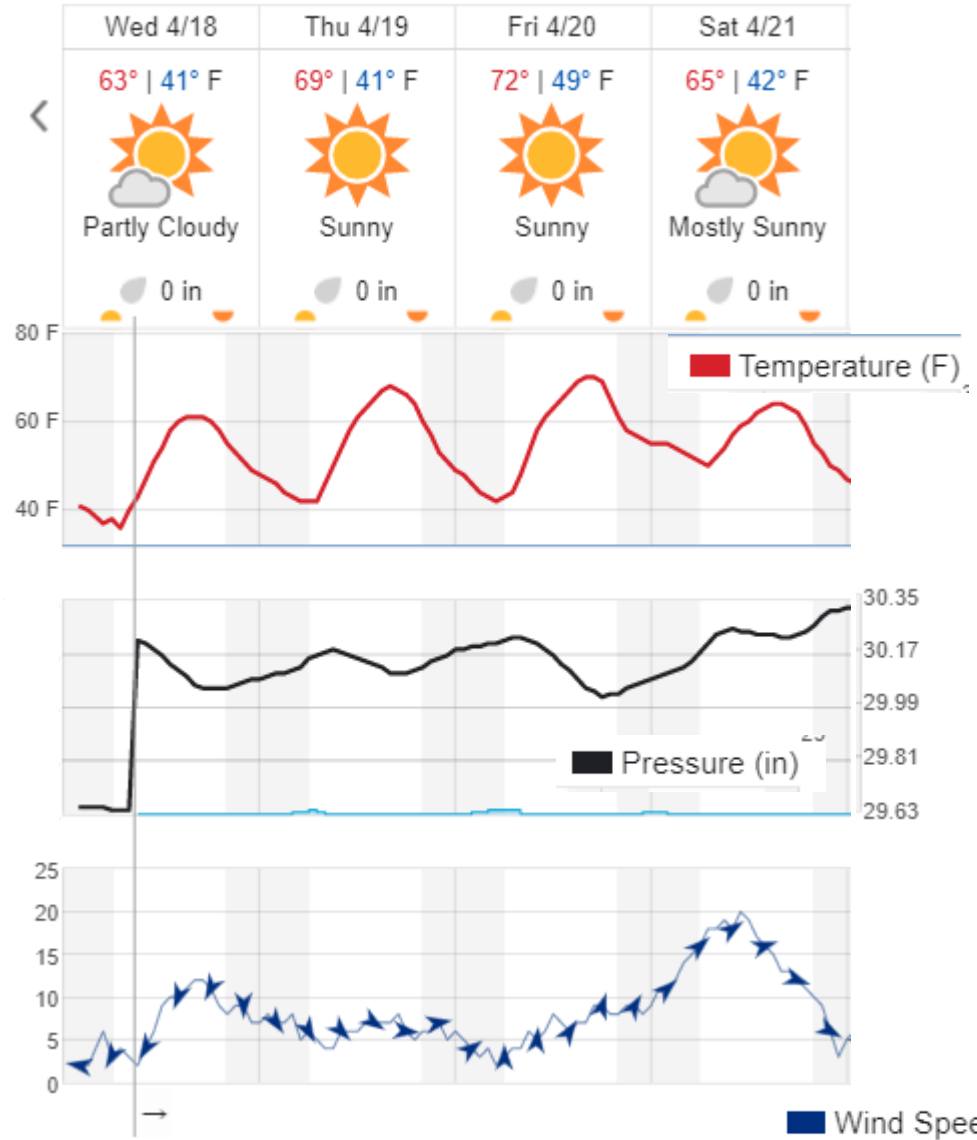 Wed 4/18 Thu 4/19 Fri 4/20 Sat 4/21
63° | 41° F 69° | 41° F 72° | 49° F 65° | 42° F
Partly Cloudy Sunny Sunny Mostly Sunny
0 in 0 in 0 in 0 in
80 F
Temperature (F)
60 F
40 F
30.35
30.17
29.99
29.81
Pressure (in)
29.63
25
20
15
10
5
0
→
Wind Spee